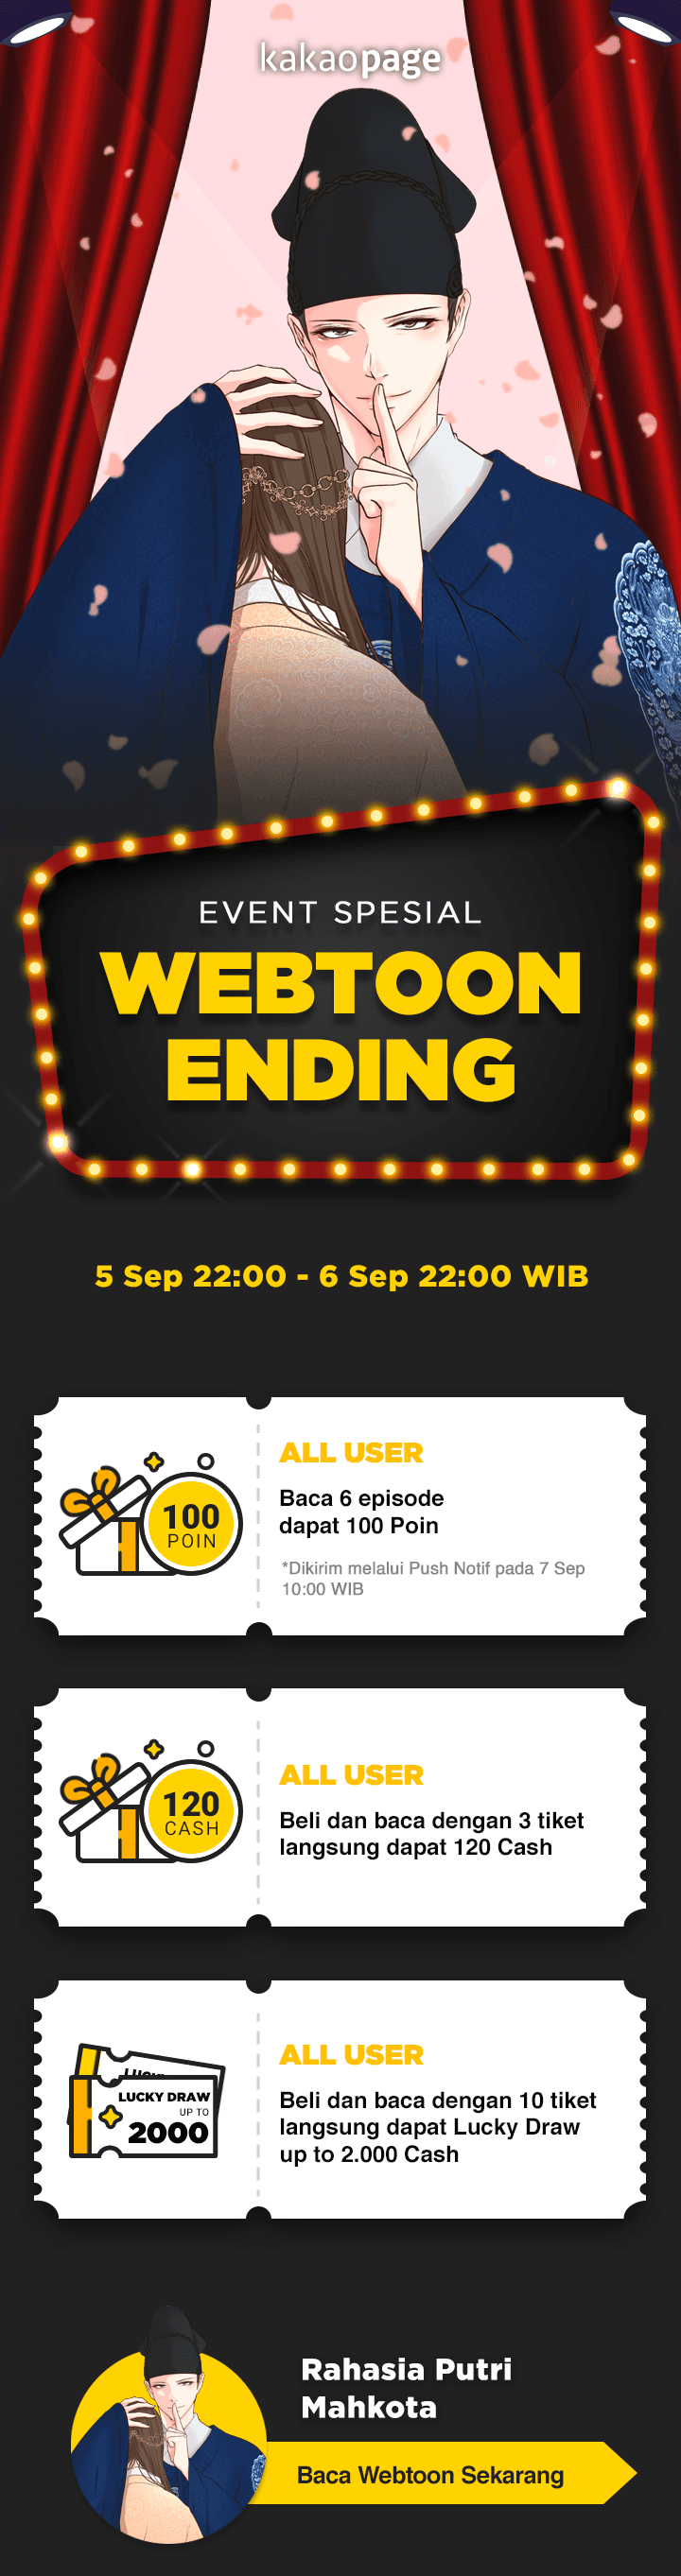 kakaopage
EVENT SPESIAL
WEBTOON
ENDING
5 Sep 22:00 - 6 Sep 22:00 WIB
100
POIN
ALL USER
Baca 6 episode
dapat 100 Poin
*Dikirim melalui Push Notif pada 7 Sep
10:00 WIB
120
CASH
ALL USER
Beli dan baca dengan 3 tiket
langsung dapat 120 Cash
LUCKY DRAW
UP TO
2000
ALL USER
Beli dan baca dengan 10 tiket
langsung dapat Lucky Draw
up to 2.000 Cash
Rahasia Putri
Mahkota
Baca Webtoon Sekarang